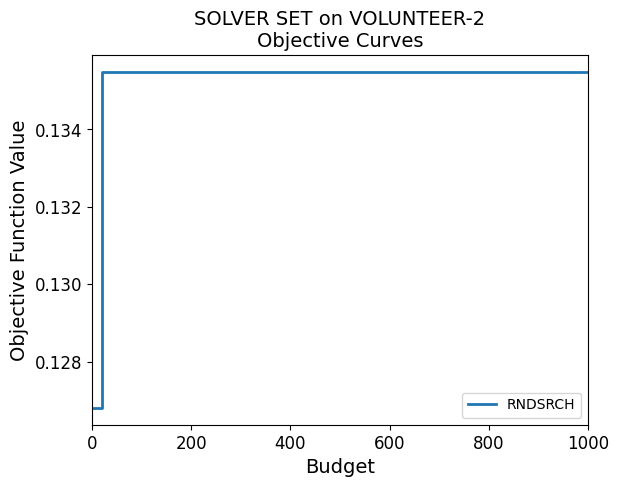 SOLVER SET on VOLUNTEER-2
Objective Curves
Objective Function Value
0.134
0.132
0.130
0.128
RNDSRCH
0 200 400 600 800 1000
Budget